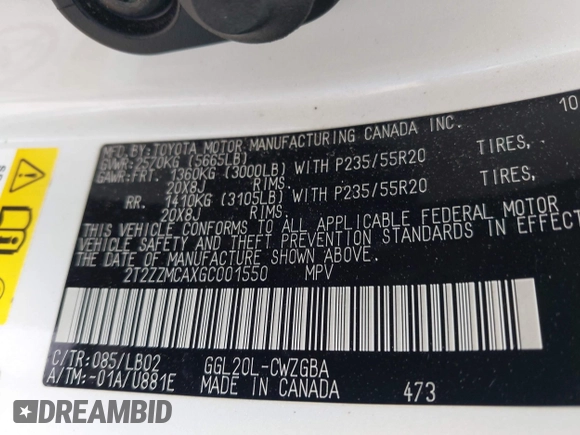 10
MFD. BY: TOYOTA MOTOR MANUFACTURING CANADA INC.
GVWR: 2570KG (5665LB)
GAWR: FRT. 1360KG (3000LB) WITH P235/55R20 TIRES,
20X8J RIMS.
RR. 1410KG (3105LB) WITH P235/55R20 TIRES,
20X8J RIMS.
THIS VEHICLE CONFORMS TO ALL APPLICABLE FEDERAL MOTOR
VEHICLE SAFETY AND THEFT PREVENTION STANDARDS IN EFFECT
THE DATE OF MANUFACTURE SHOWN ABOVE.
2T2ZZMCAXGC001550 MPV
C/TR: 085/LB02 GGL20L-CWZGBA
A/TM: -01A/U881E MADE IN CANADA 473
DREAMBID